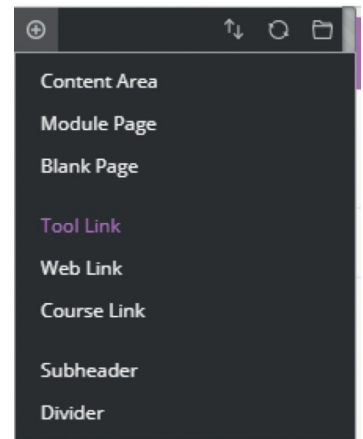 Content Area
Module Page
Blank Page
Tool Link
Web Link
Course Link
Subheader
Divider